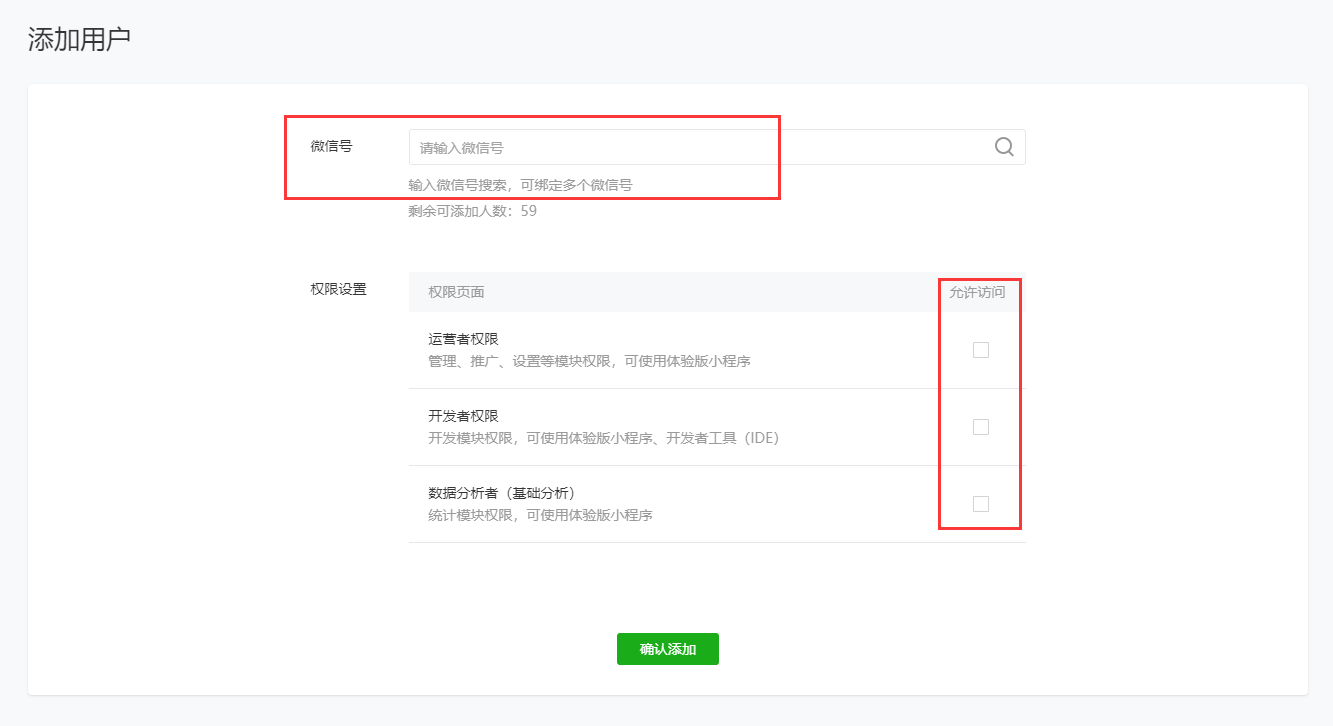 添加用户
微信号
请输入微信号
输入微信号搜索，可绑定多个微信号
剩余可添加人数：59
权限设置
权限页面 允许访问
运营者权限
管理、推广、设置等模块权限，可使用体验版小程序
开发者权限
开发模块权限，可使用体验版小程序、开发者工具（IDE）
数据分析者（基础分析）
统计模块权限，可使用体验版小程序
确认添加